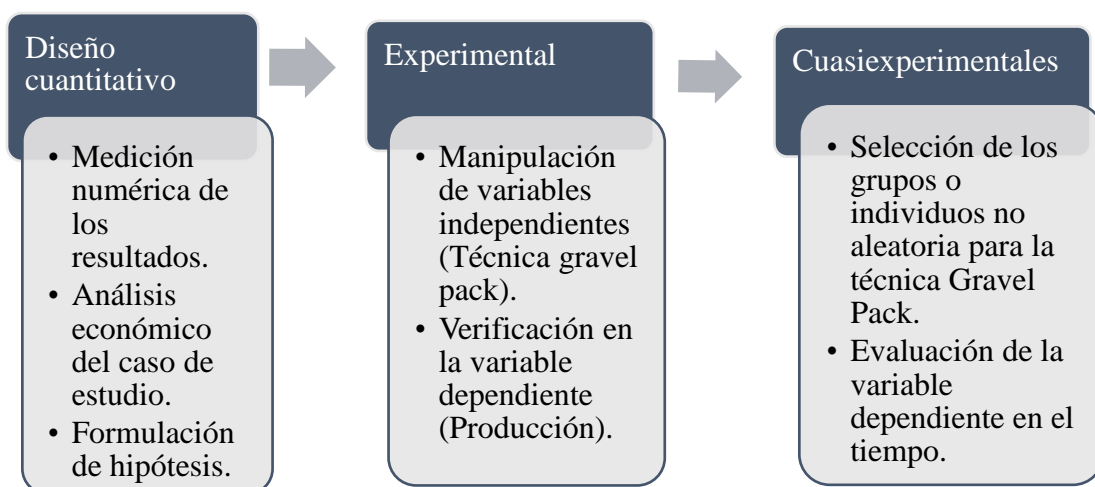 Diseño
cuantitativo
• Medición
numérica de
los
resultados.
• Análisis
económico
del caso de
estudio.
• Formulación
de hipótesis.
Experimental
• Manipulación
de variables
independientes
(Técnica gravel
pack).
• Verificación en
la variable
dependiente
(Producción).
Cuasiexperimentales
• Selección de los
grupos o
individuos no
aleatoria para la
técnica Gravel
Pack.
• Evaluación de la
variable
dependiente en el
tiempo.